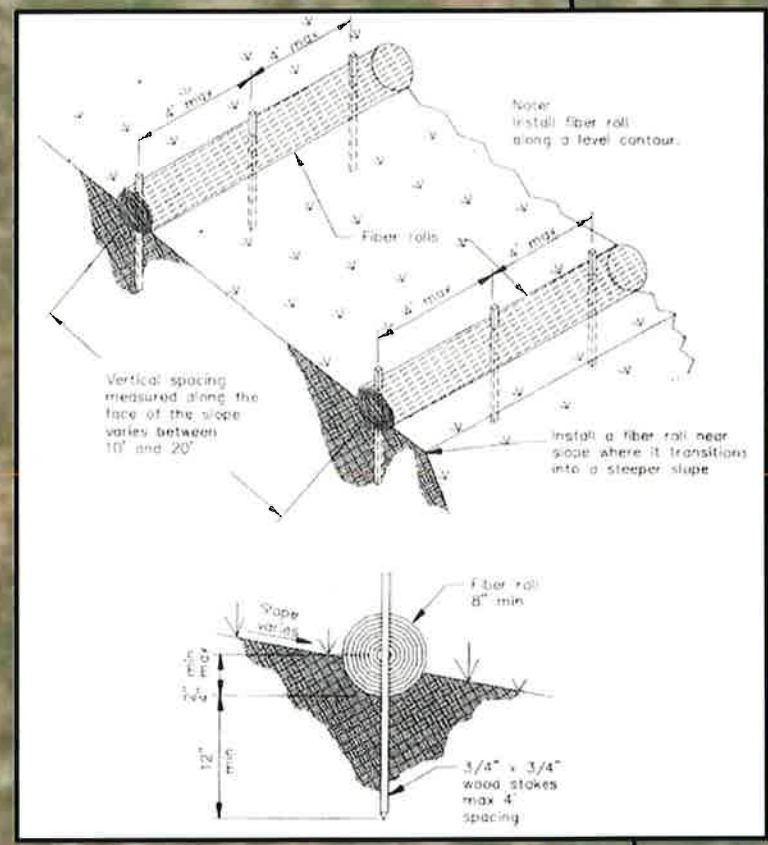 4' max
4' max
Note:
Install fiber roll
along a level contour.
Fiber rolls
4' max
4' max
Vertical spacing
measured along the
face of the slope
varies between
10' and 20'
Install a fiber roll near
slope where it transitions
into a steeper slope
Fiber roll
8" min
Slope
varies
min
4" max
12"
min
3/4" x 3/4"
wood stakes
max 4'
spacing